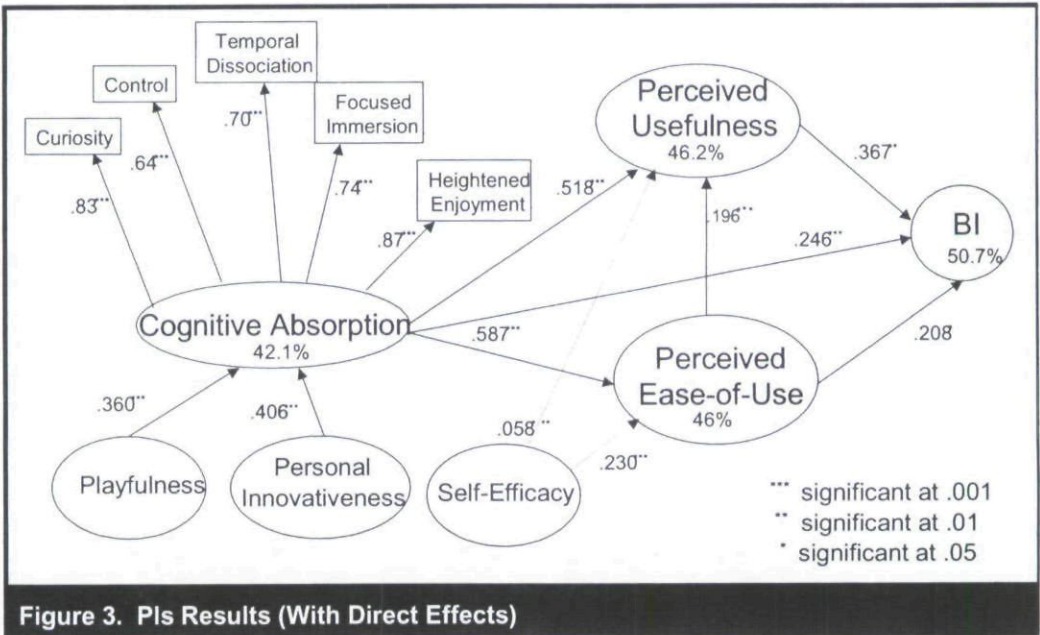 Temporal
Dissociation
Control
Focused
Immersion
Curiosity
Heightened
Enjoyment
.83***
.64***
.70***
.74***
.87***
Perceived
Usefulness
46.2%
.518***
.367*
.196***
BI
50.7%
.246***
Cognitive Absorption
42.1%
.587***
Perceived
Ease-of-Use
46%
.208
.360***
.406***
.058 **
.230***
Playfulness
Personal
Innovativeness
Self-Efficacy
*** significant at .001
** significant at .01
* significant at .05
Figure 3. Pls Results (With Direct Effects)